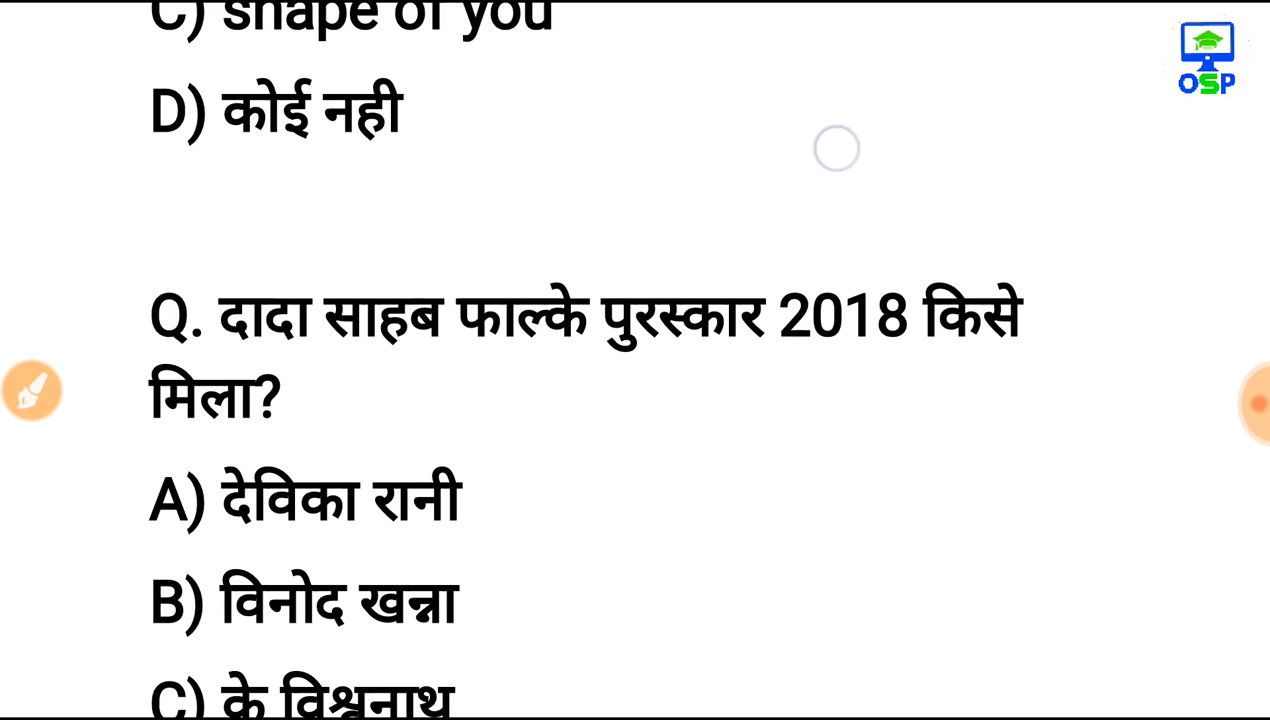 C) shape of you
D) कोई नही
OSP
Q. दादा साहब फाल्के पुरस्कार 2018 किसे
मिला?
A) देविका रानी
B) विनोद खन्ना
C) के विश्वनाथ